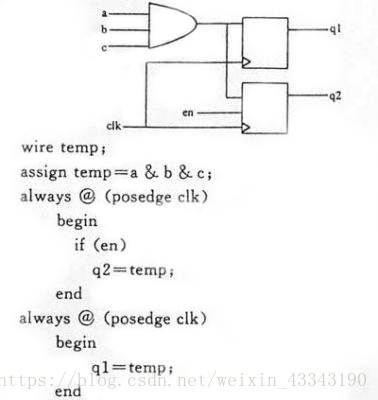 a
b
c
q1
q2
en
clk
wire temp;
assign temp=a & b & c;
always @ (posedge clk)
begin
if (en)
q2=temp;
end
always @ (posedge clk)
begin
q1=temp;
https://blog.csdn.net/weixin_43343190
end